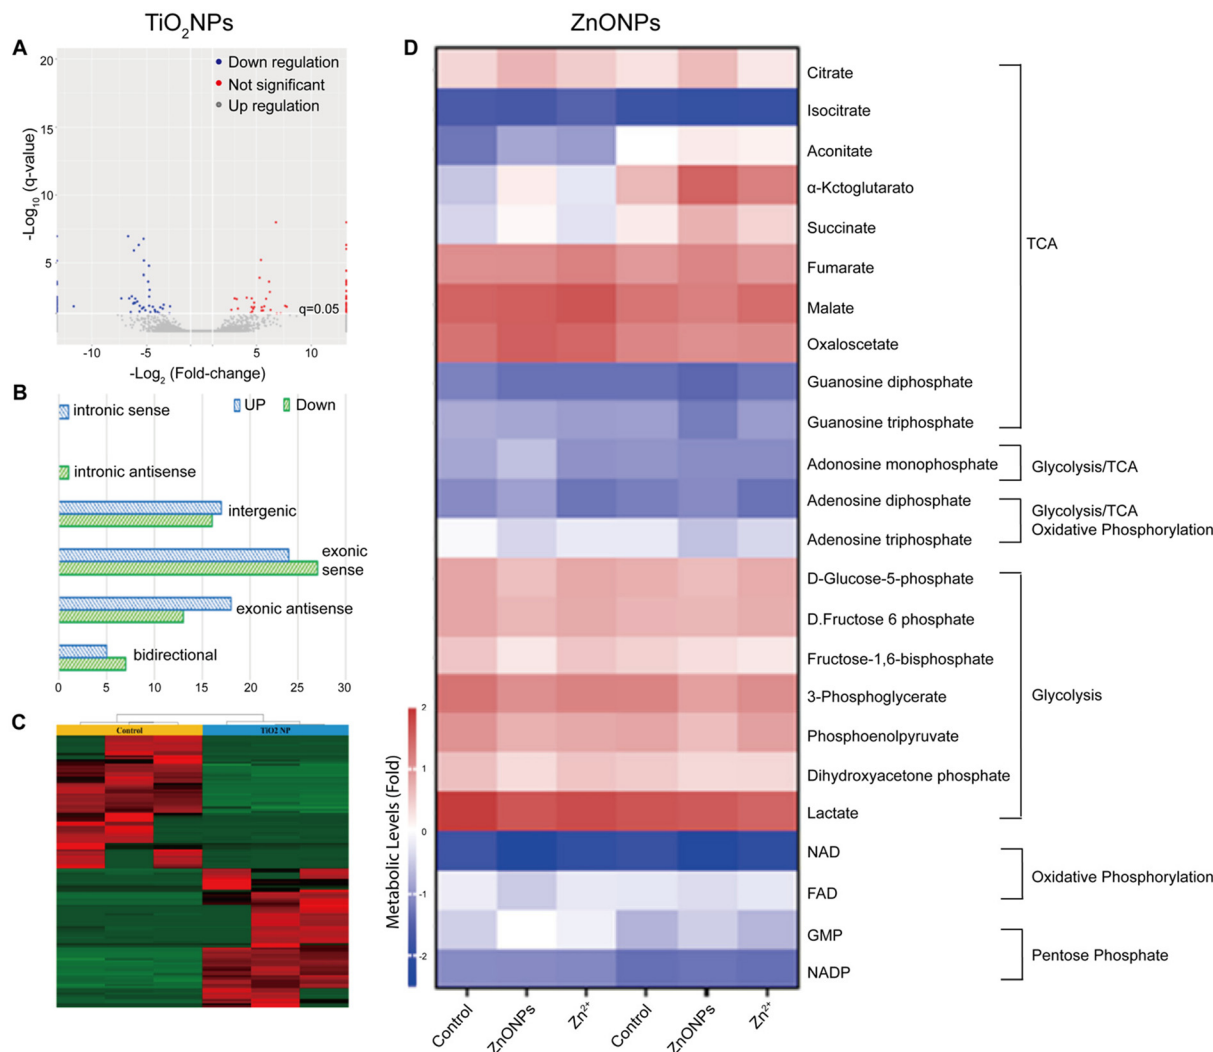 TiO2NPs
ZnONPs
A
Down regulation
Not significant
Up regulation
20
15
10
5
-Log10 (q-value)
q=0.05
-10
-5
5
10
-Log2 (Fold-change)
B
UP
Down
intronic sense
intronic antisense
intergenic
exonic
sense
exonic antisense
bidirectional
0
5
10
15
20
25
30
C
Control
TiO2 NP
D
Citrate
Isocitrate
Aconitate
α-Kctoglutarato
Succinate
Fumarate
Malate
Oxaloscetate
Guanosine diphosphate
Guanosine triphosphate
TCA
Adonosine monophosphate
Glycolysis/TCA
Adenosine diphosphate
Adenosine triphosphate
Glycolysis/TCA
Oxidative Phosphorylation
D-Glucose-5-phosphate
D.Fructose 6 phosphate
Fructose-1,6-bisphosphate
3-Phosphoglycerate
Phosphoenolpyruvate
Dihydroxyacetone phosphate
Lactate
Glycolysis
NAD
FAD
Oxidative Phosphorylation
GMP
NADP
Pentose Phosphate
2
1
0
-1
-2
Metabolic Levels (Fold)
Control
ZnONPs
Zn2+
Control
ZnONPs
Zn2+